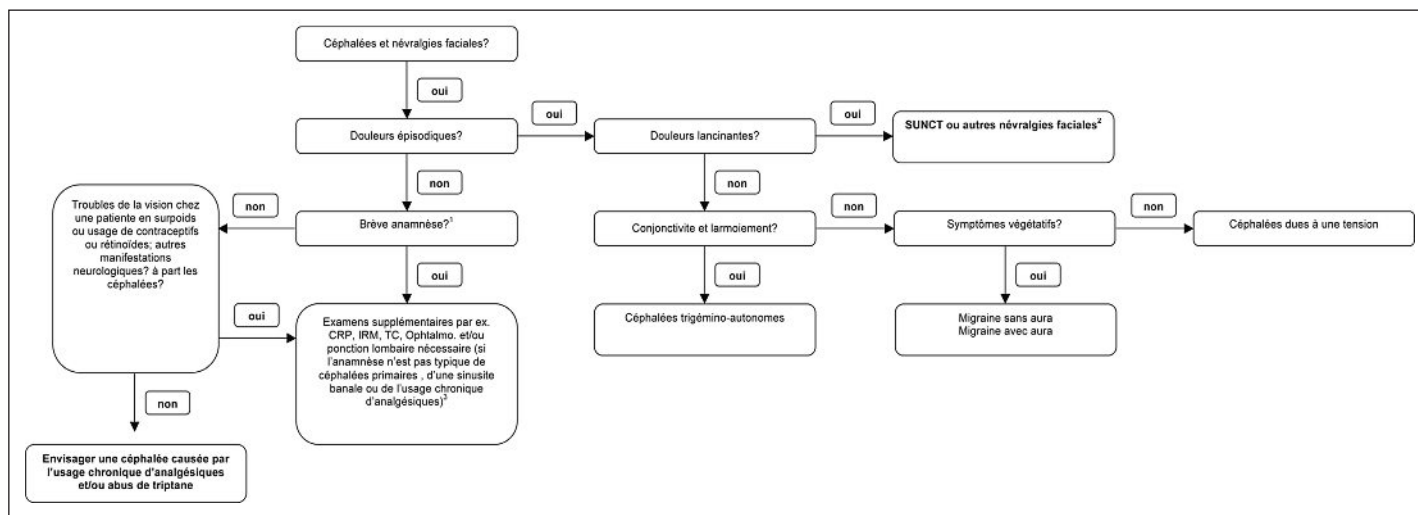 Céphalées et névralgies faciales?
oui
Douleurs épisodiques?
oui
Douleurs lancinantes?
oui
SUNCT ou autres névralgies faciales²
non
non
Troubles de la vision chez
une patiente en surpoids
ou usage de contraceptifs
ou rétinoïdes; autres
manifestations
neurologiques? à part les
céphalées?
non
Brève anamnèse?¹
Conjonctivite et larmoiement?
non
Symptômes végétatifs?
non
Céphalées dues à une tension
oui
oui
oui
oui
Examens supplémentaires par ex.
CRP, IRM, TC, Ophtalmo. et/ou
ponction lombaire nécessaire (si
l'anamnèse n'est pas typique de
céphalées primaires , d'une sinusite
banale ou de l'usage chronique
d'analgésiques)³
Céphalées trigémino-autonomes
Migraine sans aura
Migraine avec aura
non
Envisager une céphalée causée par
l'usage chronique d'analgésiques
et/ou abus de triptane